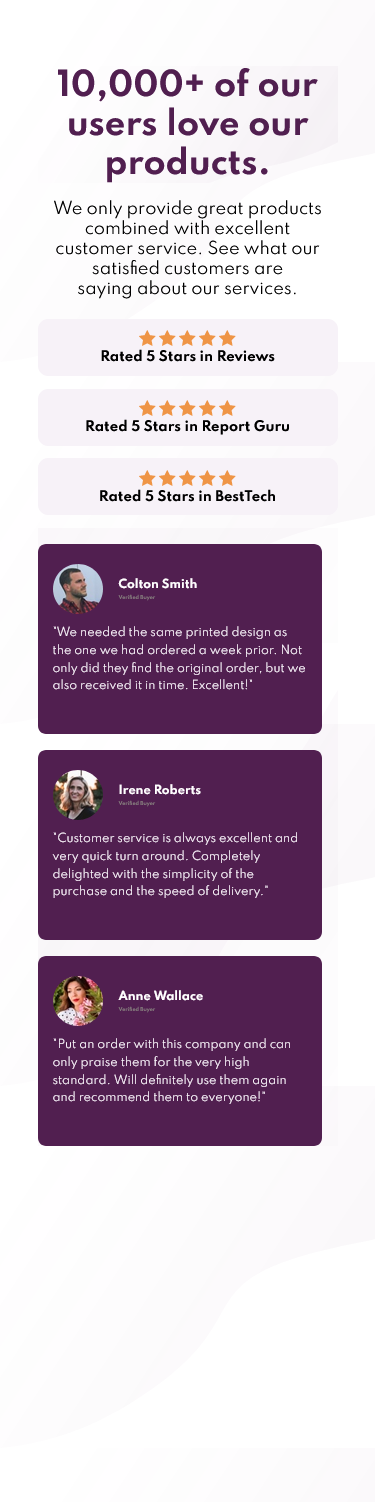 10,000+ of our
users love our
products.
We only provide great products
combined with excellent
customer service. See what our
satisfied customers are
saying about our services.
Rated 5 Stars in Reviews
Rated 5 Stars in Report Guru
Rated 5 Stars in BestTech
Colton Smith
Verified Buyer
"We needed the same printed design as
the one we had ordered a week prior. Not
only did they find the original order, but we
also received it in time. Excellent!"
Irene Roberts
Verified Buyer
"Customer service is always excellent and
very quick turn around. Completely
delighted with the simplicity of the
purchase and the speed of delivery."
Anne Wallace
Verified Buyer
"Put an order with this company and can
only praise them for the very high
standard. Will definitely use them again
and recommend them to everyone!"